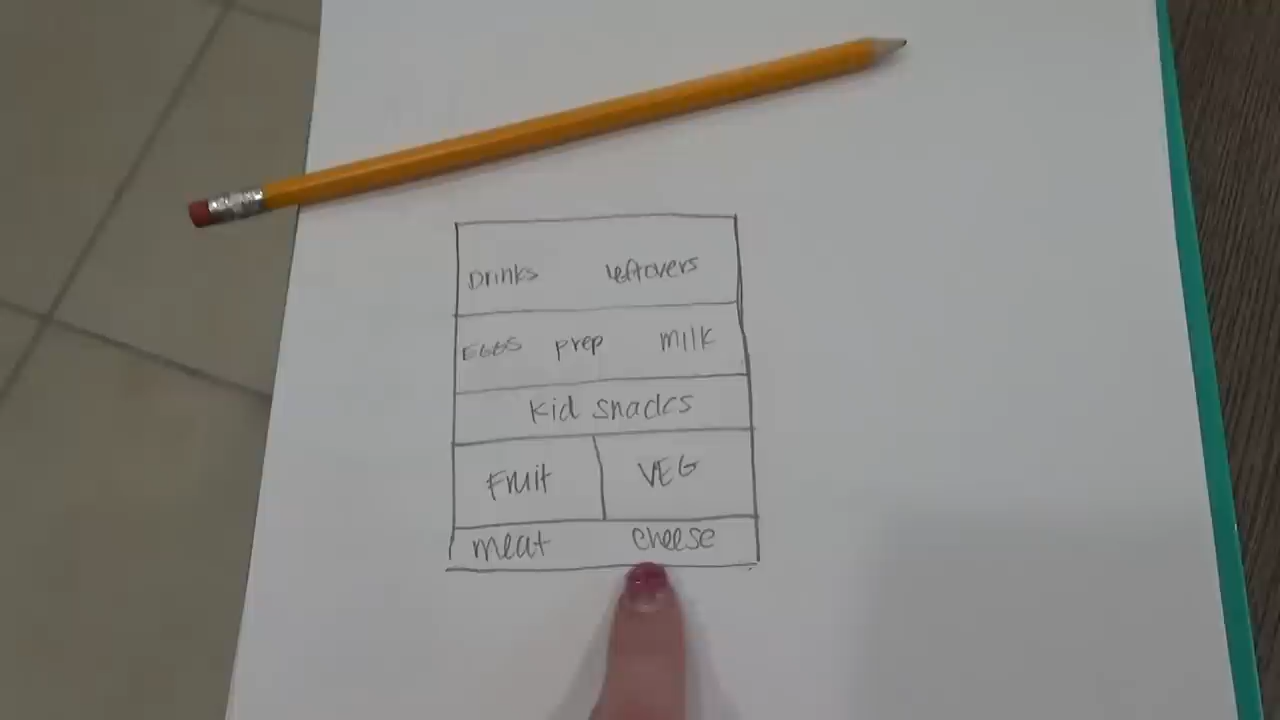 Drinks leftovers
EGGS prep milk
kid snacks
Fruit VEG
meat cheese